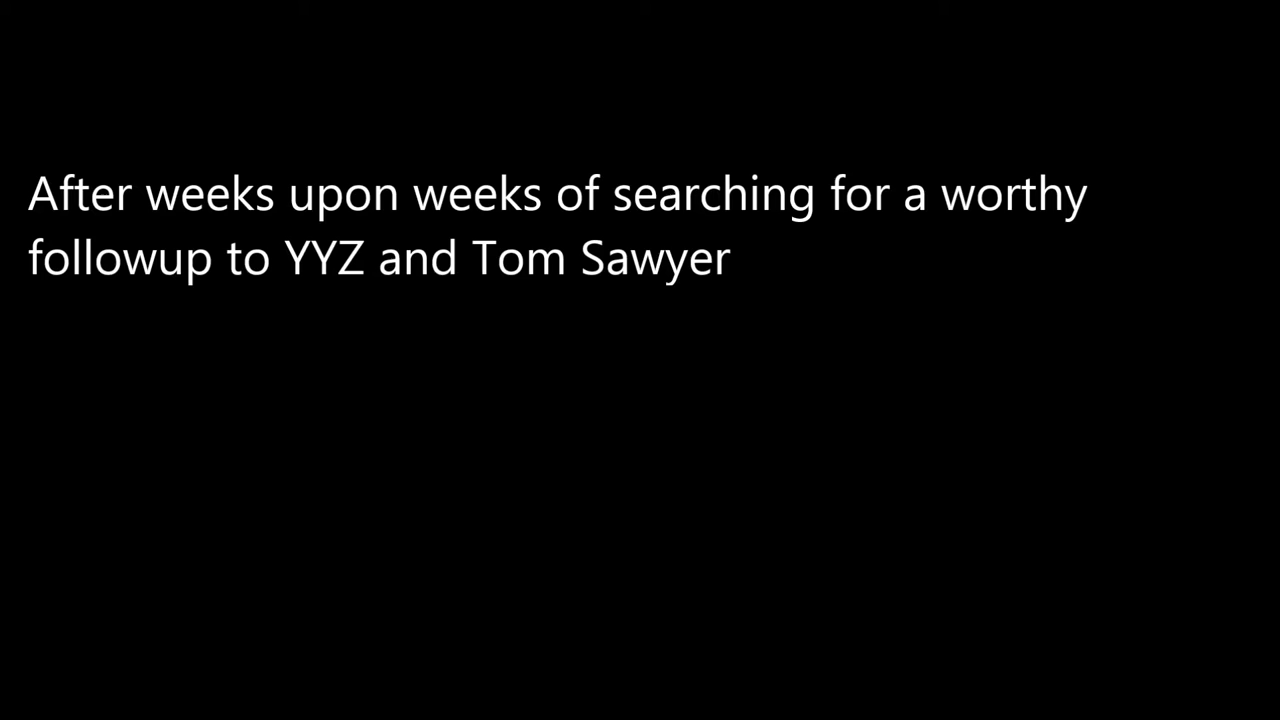 After weeks upon weeks of searching for a worthy
followup to YYZ and Tom Sawyer